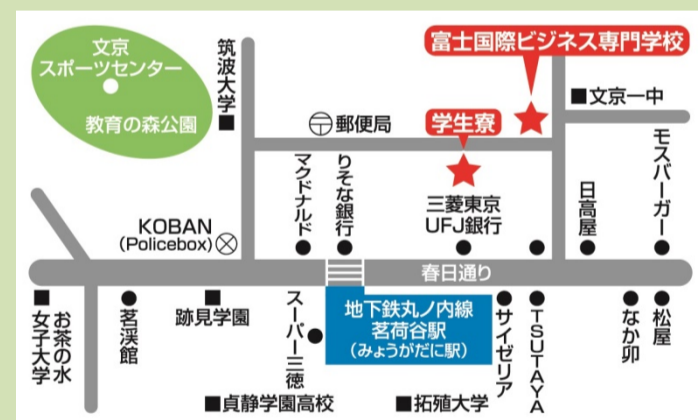 文京
スポーツセンター
教育の森公園
筑波大学
富士国際ビジネス専門学校
文京一中
郵便局
学生寮
マクドナルド
りそな銀行
三菱東京
UFJ銀行
日高屋
モスバーガー
KOBAN
(Policebox)
春日通り
お茶の水
女子大学
茗渓館
跡見学園
スーパー三徳
地下鉄丸ノ内線
茗荷谷駅
(みょうがだに駅)
サイゼリア
TSUTAYA
なか卯
松屋
貞静学園高校
拓殖大学